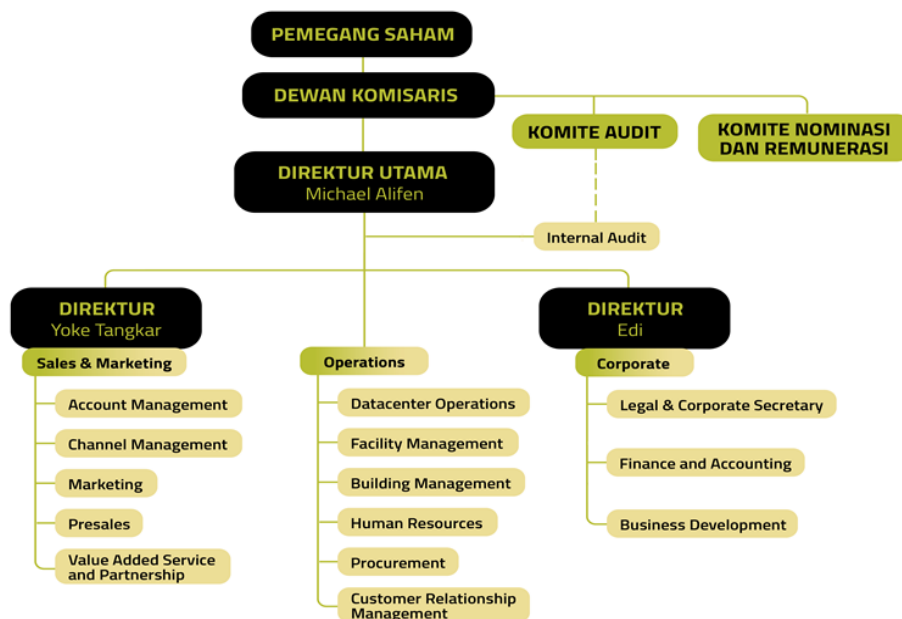 PEMEGANG SAHAM
DEWAN KOMISARIS
KOMITE AUDIT
KOMITE NOMINASI
DAN REMUNERASI
DIREKTUR UTAMA
Michael Alifen
Internal Audit
DIREKTUR
Yoke Tangkar
Sales & Marketing
Account Management
Channel Management
Marketing
Presales
Value Added Service
and Partnership
Operations
Datacenter Operations
Facility Management
Building Management
Human Resources
Procurement
Customer Relationship
Management
DIREKTUR
Edi
Corporate
Legal & Corporate Secretary
Finance and Accounting
Business Development